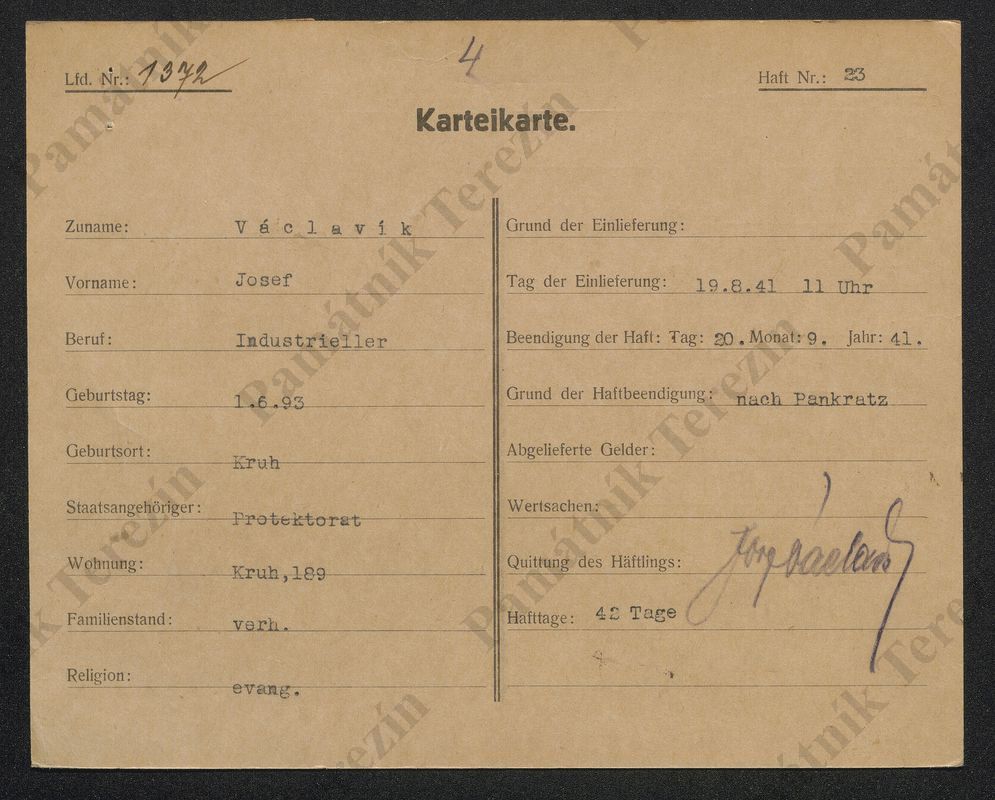 4
Lfd. Nr.: 1372
Haft Nr.: 23
Karteikarte.
Zuname: Václavík
Vorname: Josef
Beruf: Industrieller
Geburtstag: 1.6.93
Geburtsort: Kruh
Staatsangehöriger: Protektorat
Wohnung: Kruh,189
Familienstand: verh.
Religion: evang.
Grund der Einlieferung:
Tag der Einlieferung: 19.8.41 11 Uhr
Beendigung der Haft: Tag: 20. Monat: 9. Jahr: 41.
Grund der Haftbeendigung: nach Pankratz
Abgelieferte Gelder:
Wertsachen:
Quittung des Häftlings:
Hafttage: 42 Tage
Památník Terezín